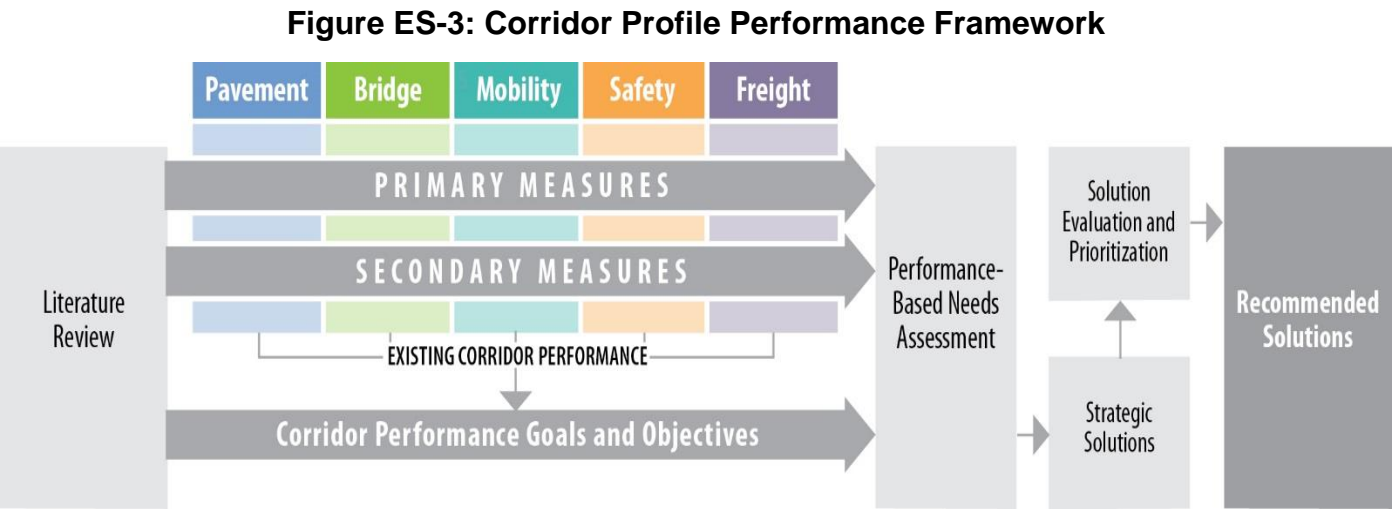 Figure ES-3: Corridor Profile Performance Framework
Pavement
Bridge
Mobility
Safety
Freight
PRIMARY MEASURES
SECONDARY MEASURES
Literature
Review
EXISTING CORRIDOR PERFORMANCE
Corridor Performance Goals and Objectives
Performance-
Based Needs
Assessment
Strategic
Solutions
Solution
Evaluation and
Prioritization
Recommended
Solutions